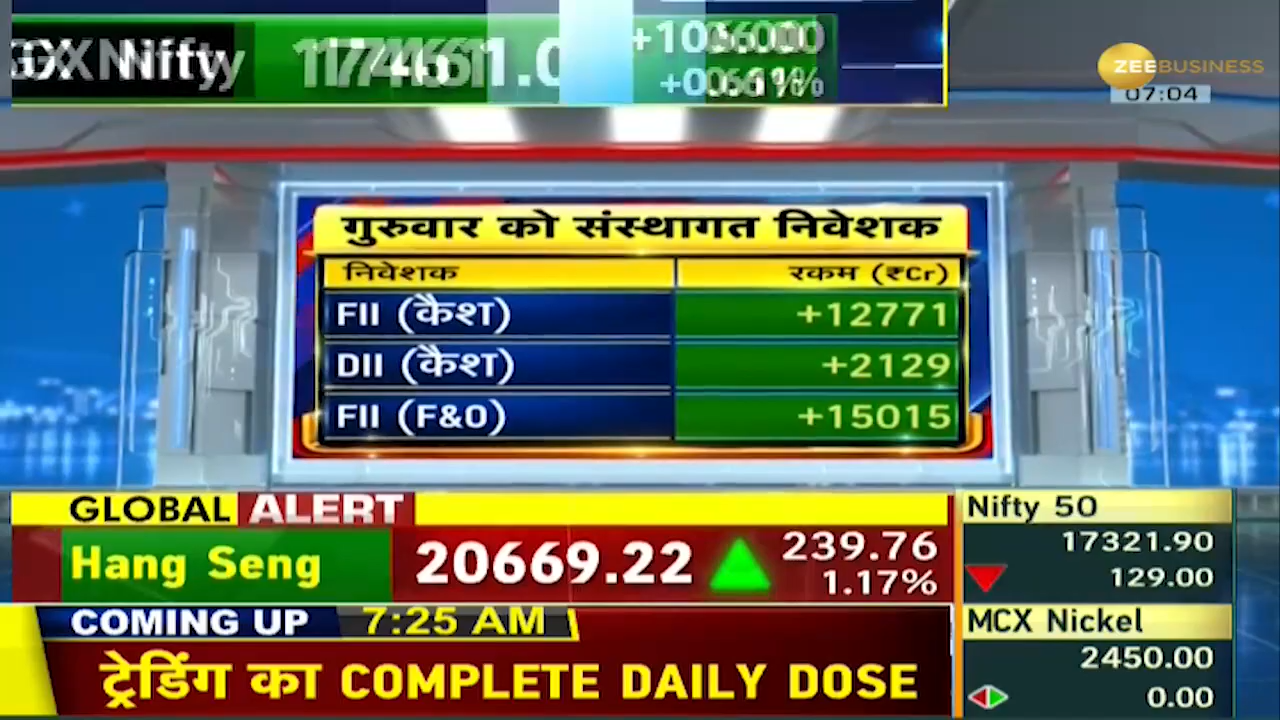 Nifty
ZEEBUSINESS
07:04
गुरुवार को संस्थागत निवेशक
निवेशक
रकम (₹Cr)
FII (कैश)
+12771
DII (कैश)
+2129
FII (F&O)
+15015
GLOBAL ALERT
Hang Seng
20669.22
239.76
1.17%
COMING UP
7:25 AM
ट्रेडिंग का COMPLETE DAILY DOSE
Nifty 50
17321.90
129.00
MCX Nickel
2450.00
0.00